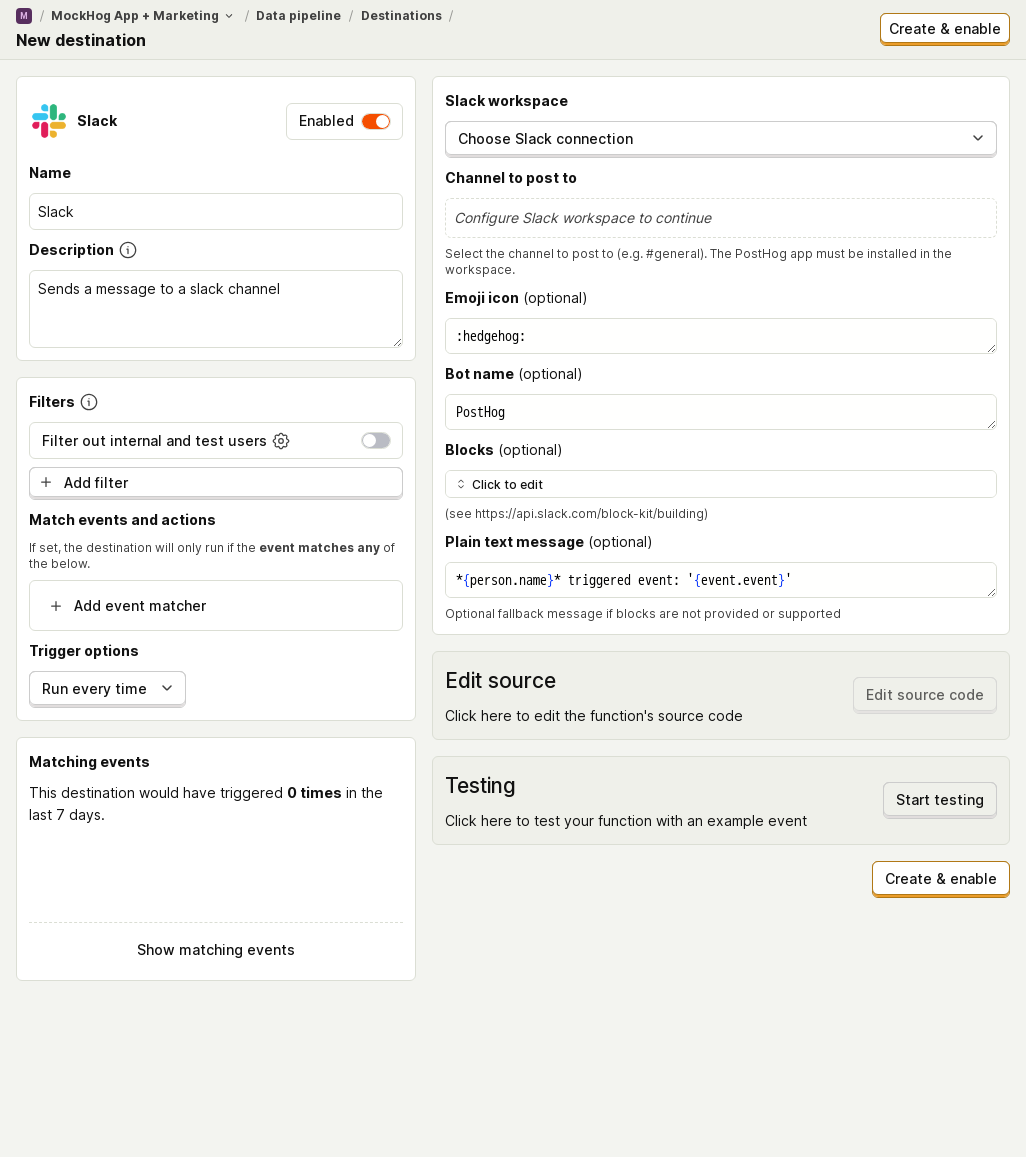 M / MockHog App + Marketing / Data pipeline / Destinations /
New destination
Create & enable
Slack
Enabled
Name
Slack
Description
Sends a message to a slack channel
Filters
Filter out internal and test users
Add filter
Match events and actions
If set, the destination will only run if the event matches any of
the below.
Add event matcher
Trigger options
Run every time
Matching events
This destination would have triggered 0 times in the
last 7 days.
Show matching events
Slack workspace
Choose Slack connection
Channel to post to
Configure Slack workspace to continue
Select the channel to post to (e.g. #general). The PostHog app must be installed in the
workspace.
Emoji icon (optional)
:hedgehog:
Bot name (optional)
PostHog
Blocks (optional)
Click to edit
(see https://api.slack.com/block-kit/building)
Plain text message (optional)
*{person.name}* triggered event: '{event.event}'
Optional fallback message if blocks are not provided or supported
Edit source
Click here to edit the function's source code
Edit source code
Testing
Click here to test your function with an example event
Start testing
Create & enable